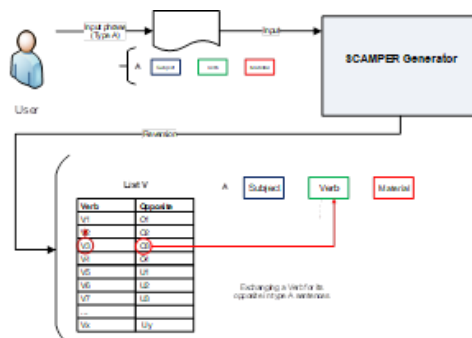 Input phrase
(Type A)
Input
SCAMPER Generator
A
Subject
Verb
Material
User
Reversion
List V
A
Subject
Verb
Material
Verb
Opposite
V1
O1
V2
O2
V3
O3
V4
O4
V5
U1
V6
U2
V7
U3
...
Vx
Uy
Exchanging a Verb for its
opposite in type A sentences